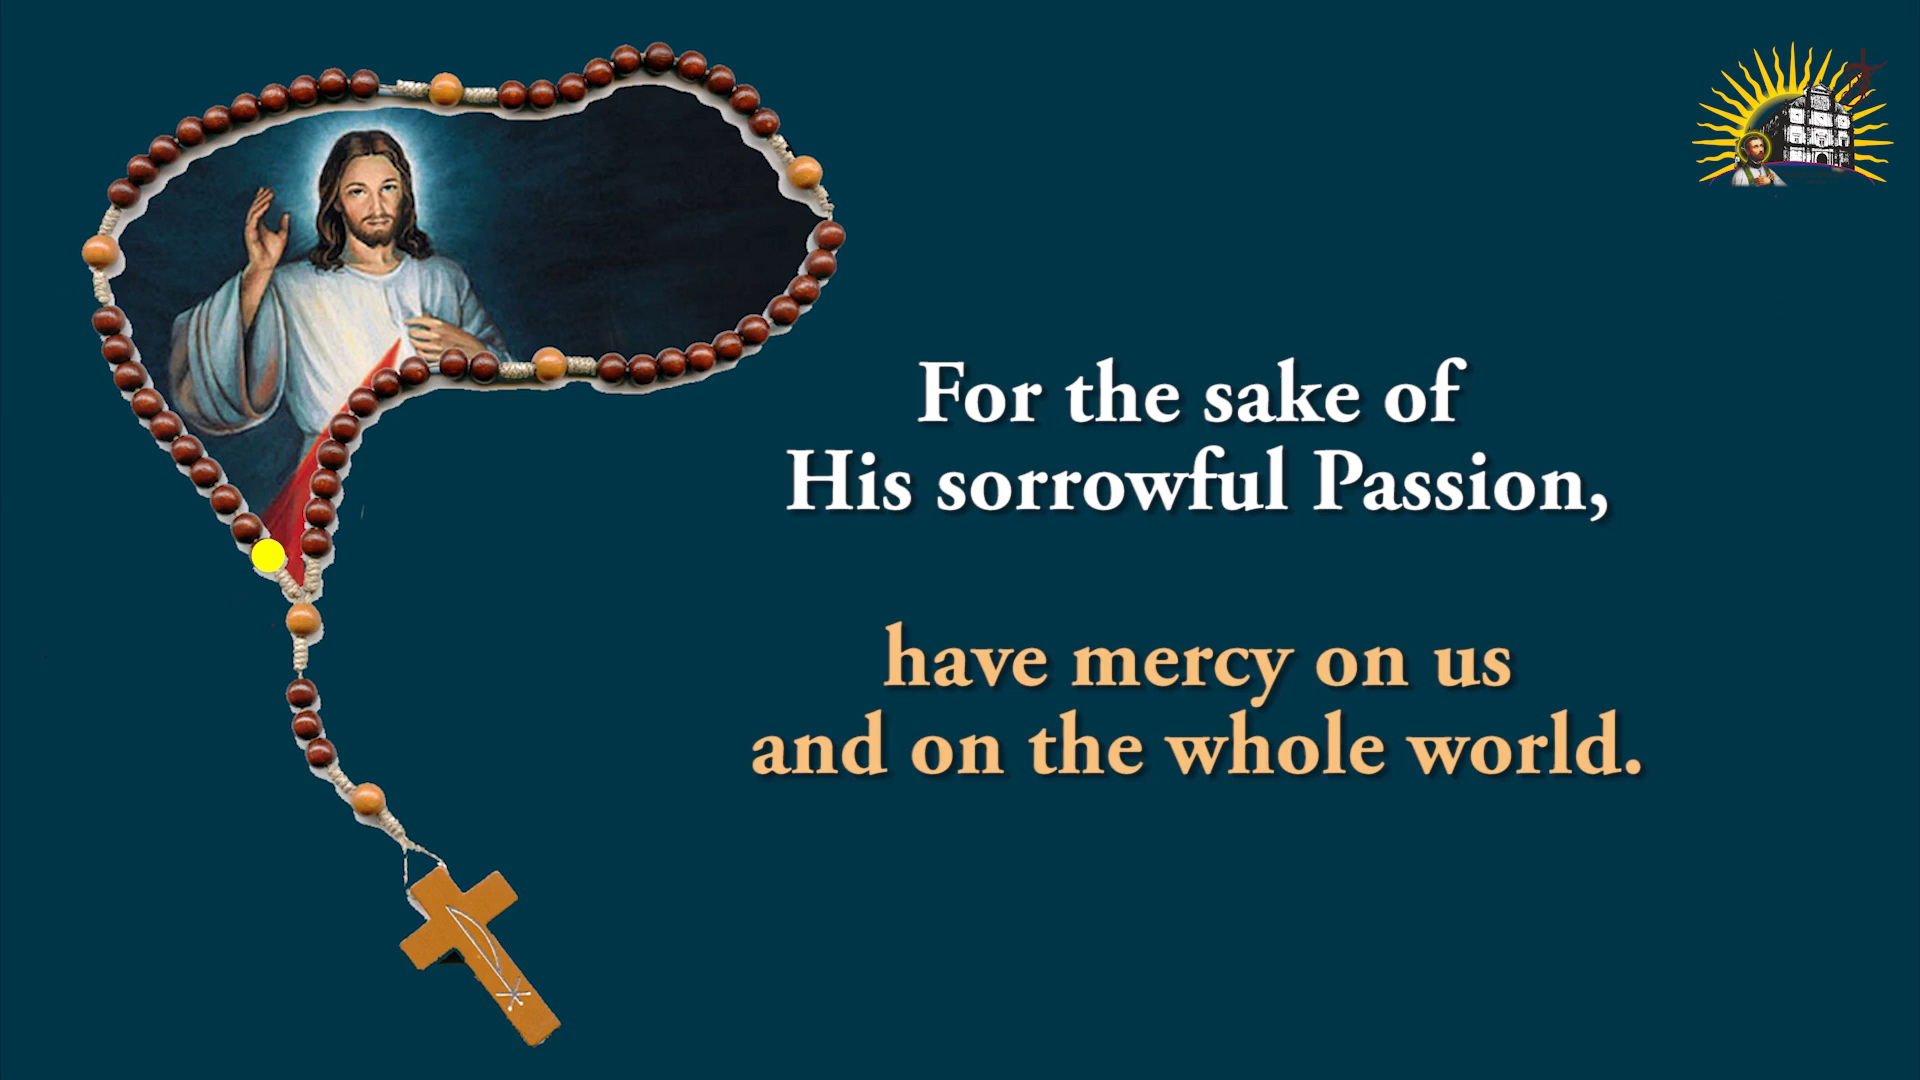 For the sake of
His sorrowful Passion,
have mercy on us
and on the whole world.